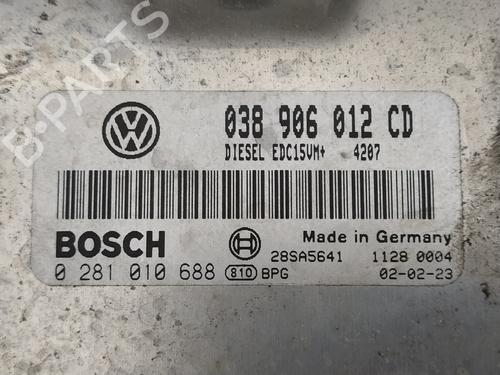 B-PARTS
038 906 012 CD
DIESEL EDC15VM+ 4207
BOSCH
Made in Germany
28SA5641 1128 0004
0 281 010 688 810 BPG 02-02-23